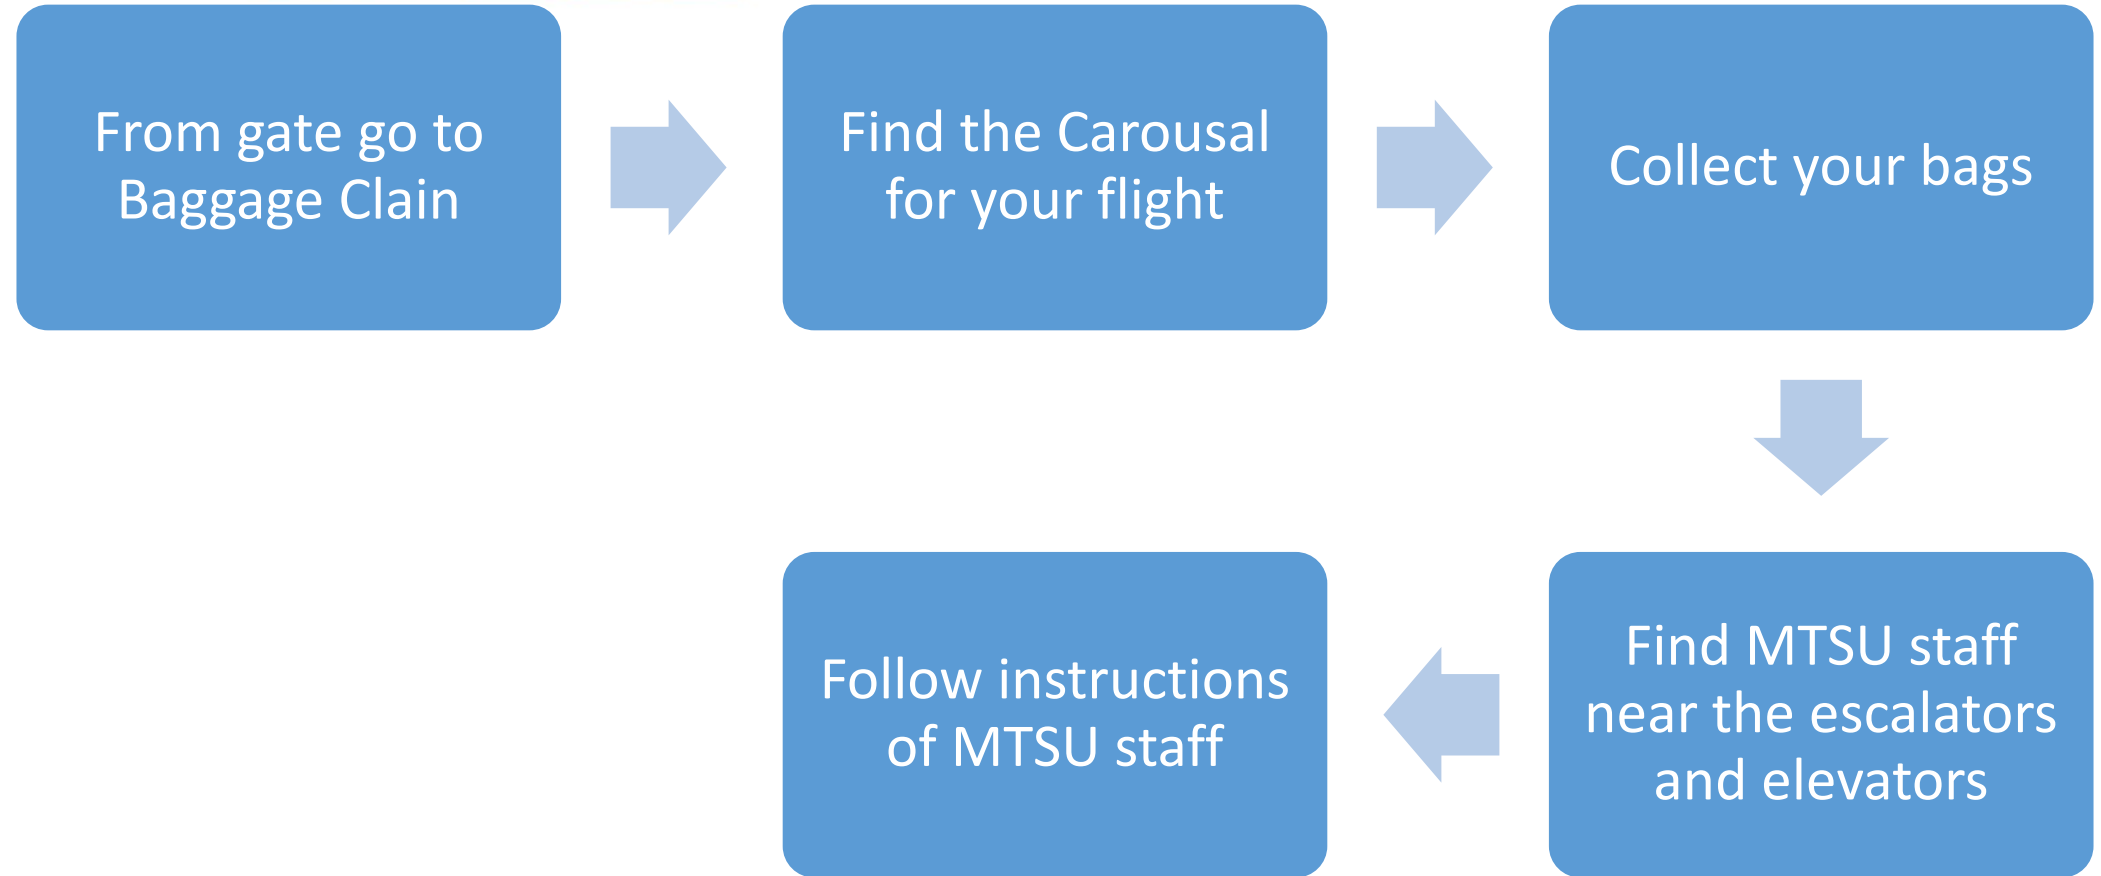 From gate go to
Baggage Clain
Find the Carousal
for your flight
Collect your bags
Find MTSU staff
near the escalators
and elevators
Follow instructions
of MTSU staff